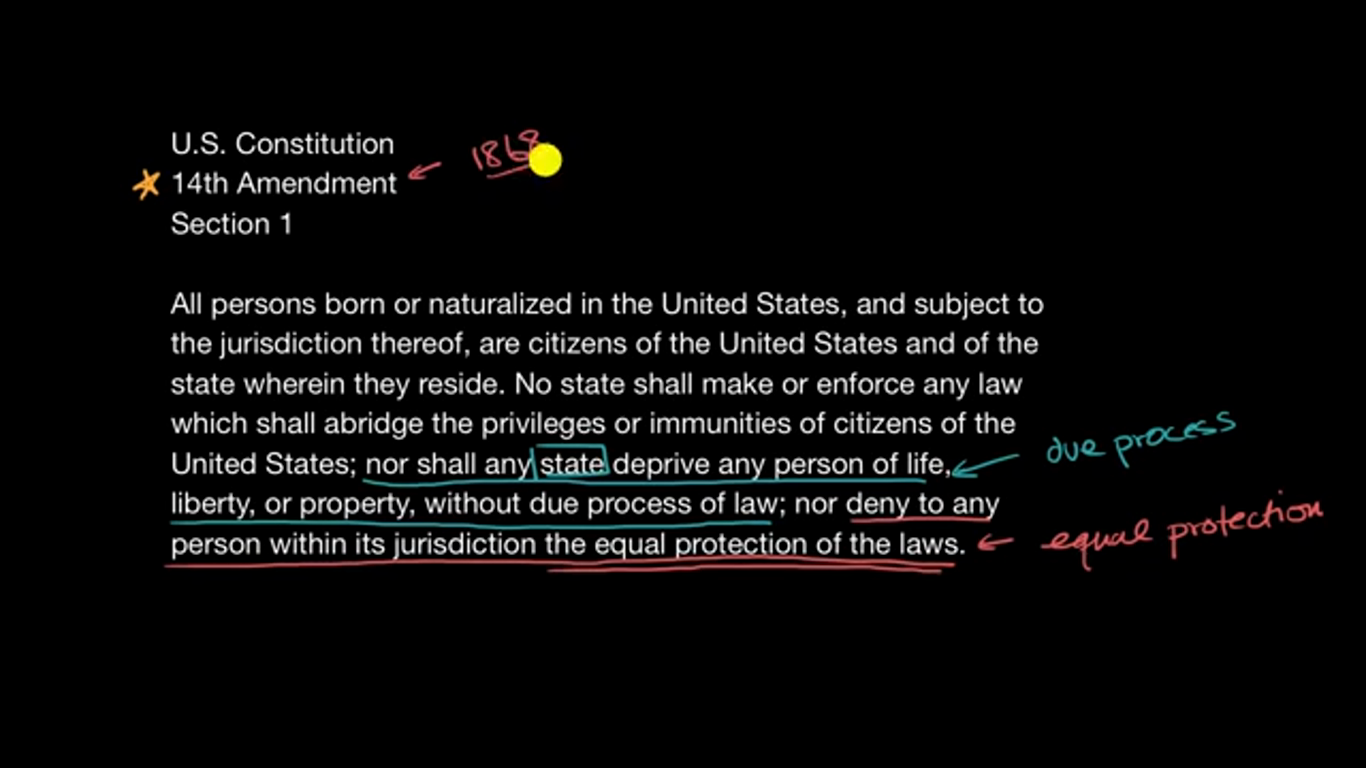 U.S. Constitution
1868
14th Amendment
Section 1
All persons born or naturalized in the United States, and subject to
the jurisdiction thereof, are citizens of the United States and of the
state wherein they reside. No state shall make or enforce any law
which shall abridge the privileges or immunities of citizens of the
due process
United States; nor shall any state deprive any person of life,
liberty, or property, without due process of law; nor deny to any
equal protection
person within its jurisdiction the equal protection of the laws.